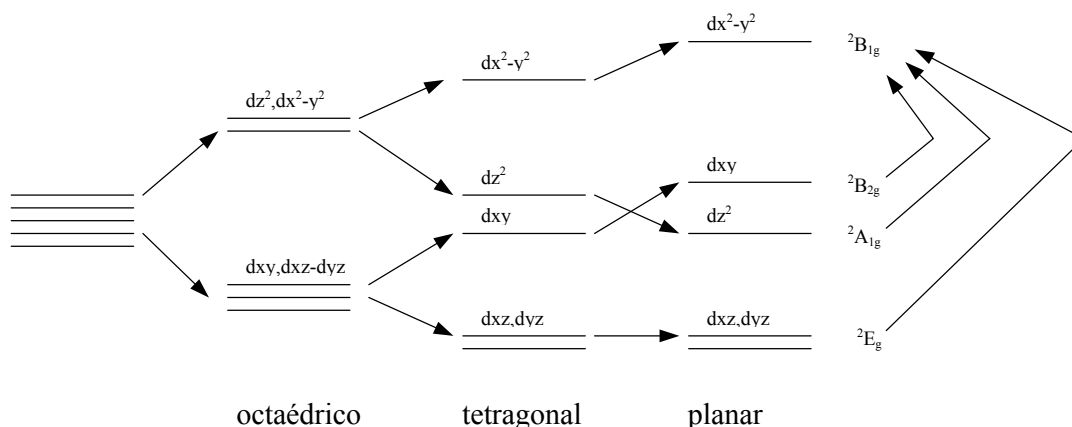 dx²-y²
²B₁g
dx²-y²
dz²,dx²-y²
dxy
dz²
²B₂g
dxy
dz²
²A₁g
dxy,dxz-dyz
dxz,dyz
dxz,dyz
²Eg
octaédrico tetragonal planar